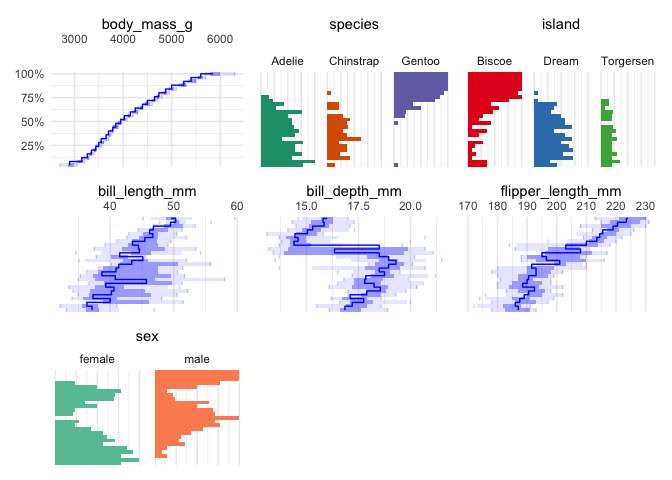 body_mass_g
3000 4000 5000 6000
100%
75%
50%
25%
species
Adelie Chinstrap Gentoo
island
Biscoe Dream Torgersen
bill_length_mm
40 50 60
bill_depth_mm
15.0 17.5 20.0
flipper_length_mm
170 180 190 200 210 220 230
sex
female male